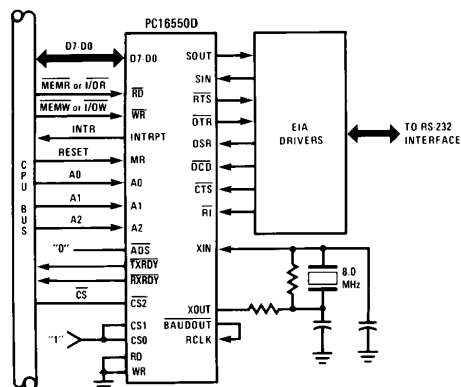 PC16550D
D7-D0
D7-D0
MEMR or I/OR
RD
MEMW or I/OW
WR
INTR
INTRPT
RESET
MR
A0
A0
A1
A1
A2
A2
"0"
ADS
TXRDY
RXRDY
CS
CS2
"1"
CS1
CS0
RD
WR
CPU BUS
SOUT
SIN
RTS
DTR
DSR
DCD
CTS
RI
XIN
XOUT
BAUDOUT
RCLK
EIA
DRIVERS
TO RS-232
INTERFACE
8.0
MHz